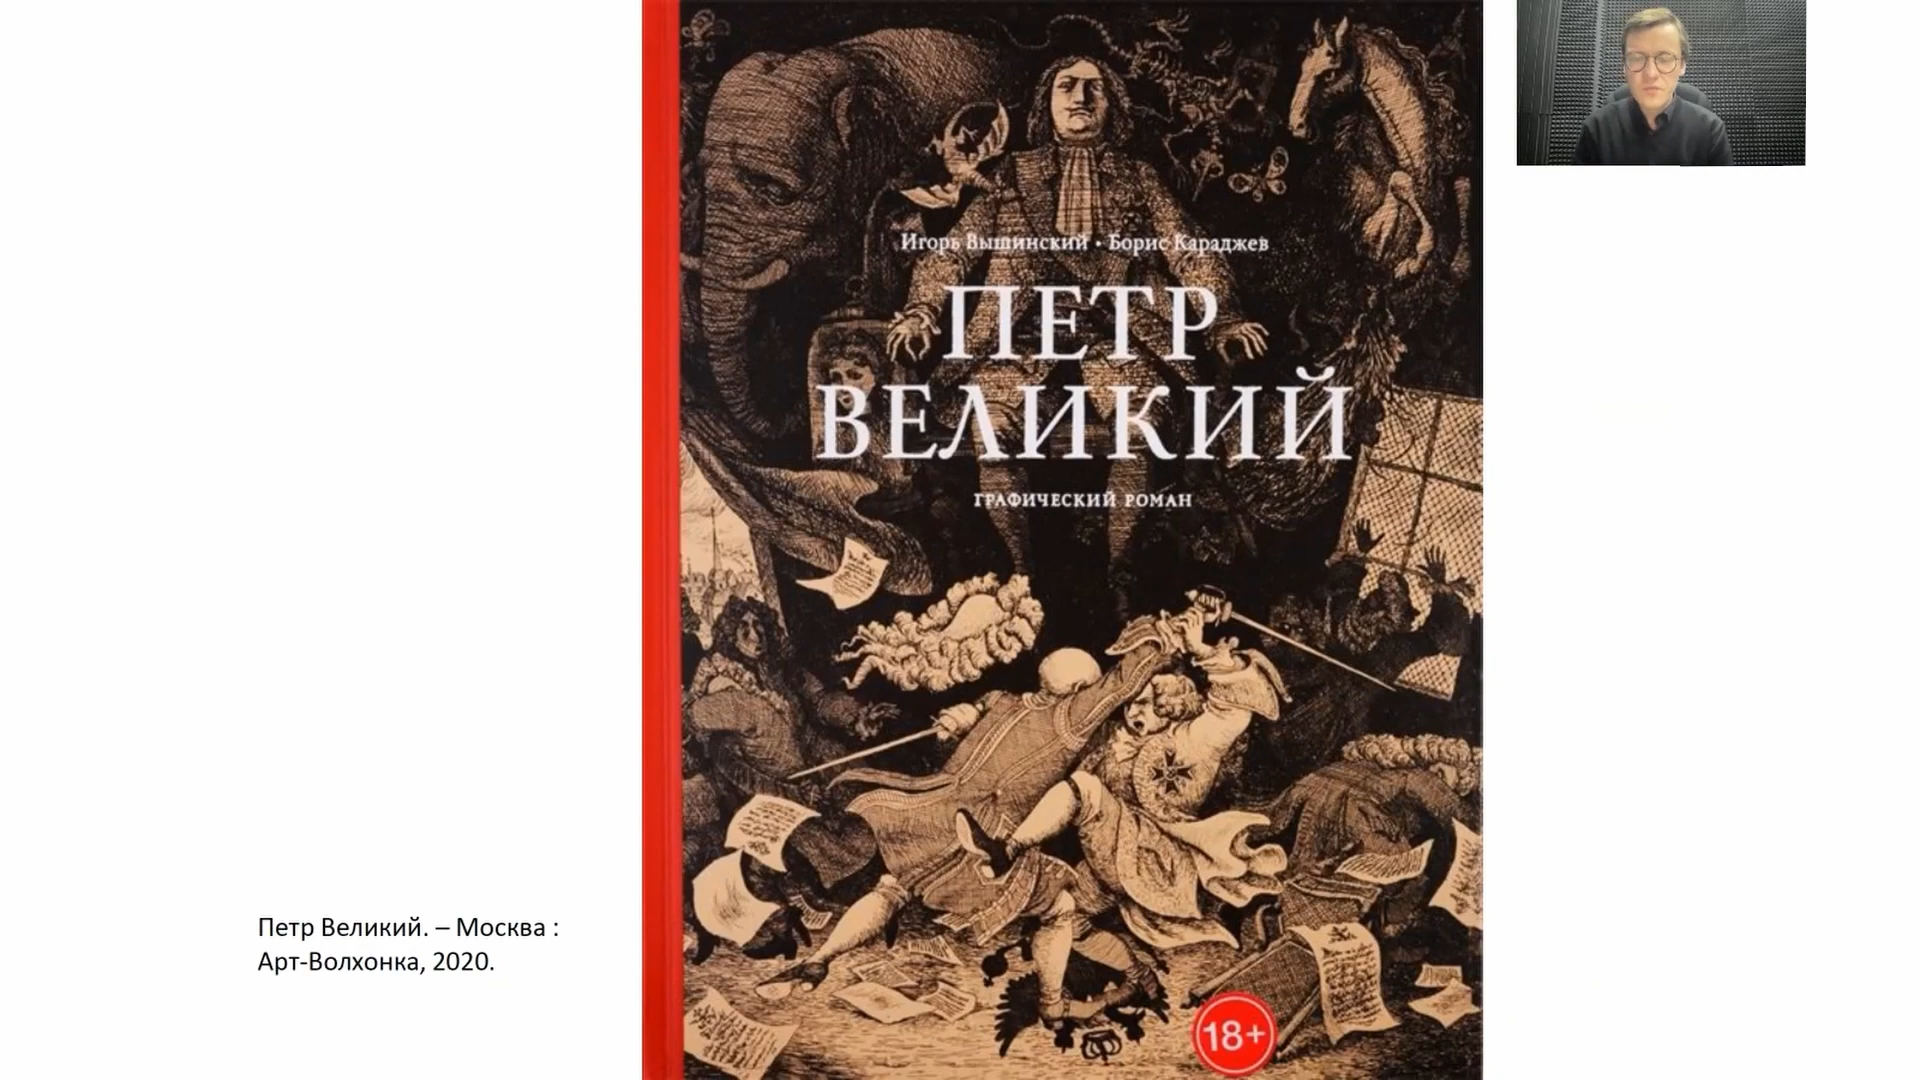 Игорь Вышинский • Борис Караджев
ПЕТР
ВЕЛИКИЙ
ГРАФИЧЕСКИЙ РОМАН
Петр Великий. – Москва :
Арт-Волхонка, 2020.
18+